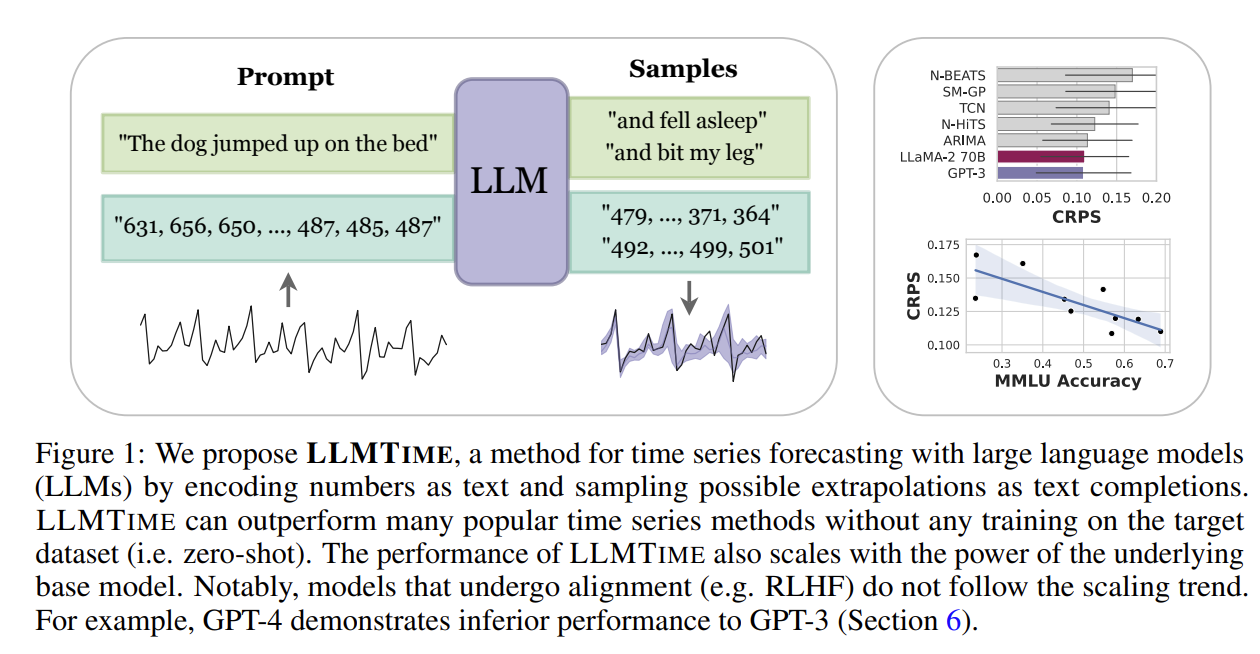 Prompt
Samples
"The dog jumped up on the bed"
"and fell asleep"
"and bit my leg"
LLM
"631, 656, 650, ..., 487, 485, 487"
"479, ..., 371, 364"
"492, ..., 499, 501"
N-BEATS
SM-GP
TCN
N-HiTS
ARIMA
LLaMA-2 70B
GPT-3
0.00 0.05 0.10 0.15 0.20
CRPS
0.175
0.150
0.125
0.100
CRPS
0.3 0.4 0.5 0.6 0.7
MMLU Accuracy
Figure 1: We propose LLMTIME, a method for time series forecasting with large language models
(LLMs) by encoding numbers as text and sampling possible extrapolations as text completions.
LLMTIME can outperform many popular time series methods without any training on the target
dataset (i.e. zero-shot). The performance of LLMTIME also scales with the power of the underlying
base model. Notably, models that undergo alignment (e.g. RLHF) do not follow the scaling trend.
For example, GPT-4 demonstrates inferior performance to GPT-3 (Section 6).